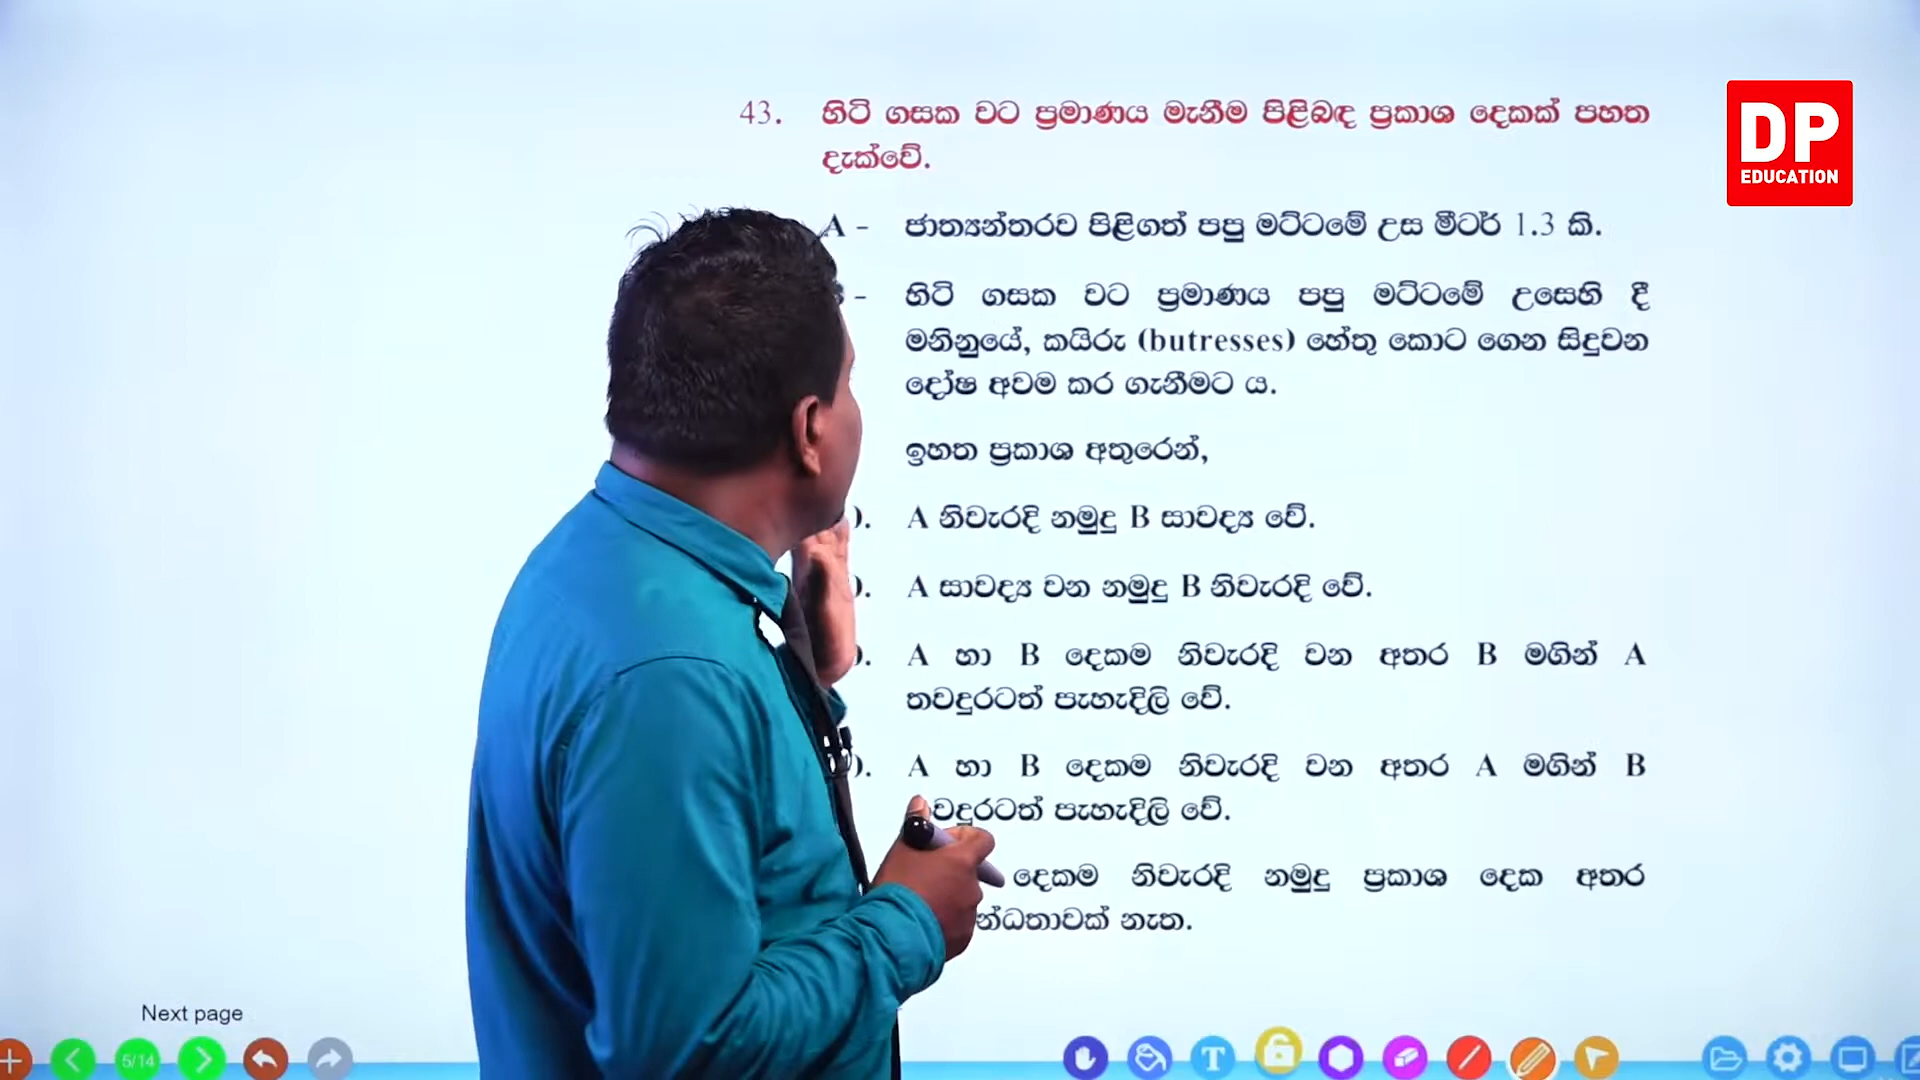 43. හිටි ගසක වට ප්‍රමාණය මැනීම පිළිබඳ ප්‍රකාශ දෙකක් පහත
දැක්වේ.
DP
EDUCATION
A - ජාත්‍යන්තරව පිළිගත් පපු මට්ටමේ උස මීටර් 1.3 කි.
- හිටි ගසක වට ප්‍රමාණය පපු මට්ටමේ උසෙහි දී
මනිනුයේ, කයිරු (butresses) හේතු කොට ගෙන සිදුවන
දෝෂ අවම කර ගැනීමට ය.
ඉහත ප්‍රකාශ අතුරෙන්,
). A නිවැරදි නමුදු B සාවද්‍ය වේ.
). A සාවද්‍ය වන නමුදු B නිවැරදි වේ.
). A හා B දෙකම නිවැරදි වන අතර B මගින් A
තවදුරටත් පැහැදිලි වේ.
). A හා B දෙකම නිවැරදි වන අතර A මගින් B
වදුරටත් පැහැදිලි වේ.
දෙකම නිවැරදි නමුදු ප්‍රකාශ දෙක අතර
න්ධතාවක් නැත.
Next page
5/14
T